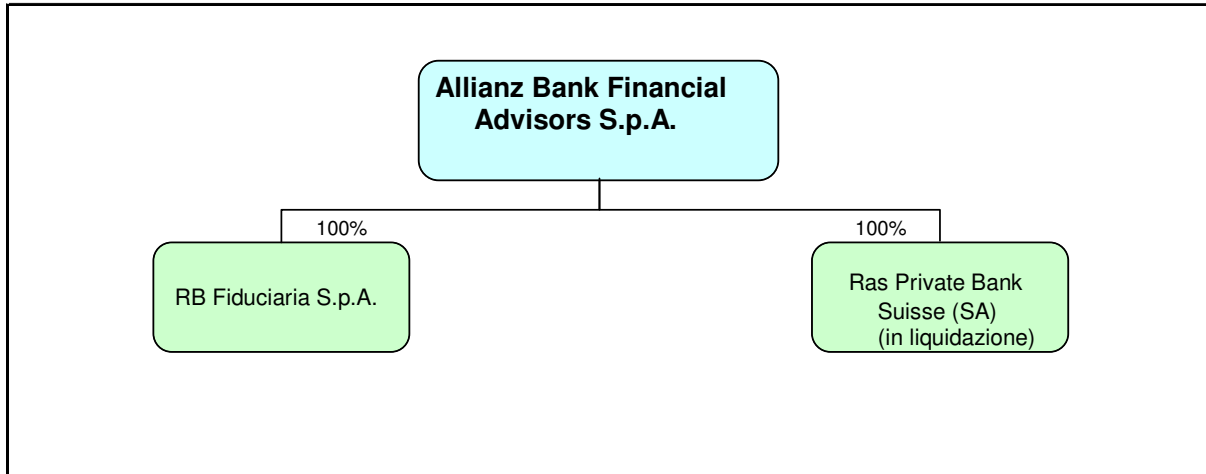 Allianz Bank Financial
Advisors S.p.A.
100%
100%
RB Fiduciaria S.p.A.
Ras Private Bank
Suisse (SA)
(in liquidazione)